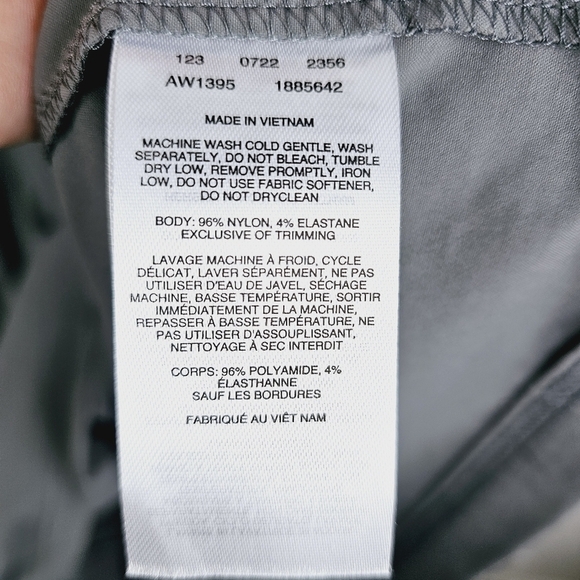 123 0722 2356
AW1395 1885642
MADE IN VIETNAM
MACHINE WASH COLD GENTLE, WASH
SEPARATELY, DO NOT BLEACH, TUMBLE
DRY LOW, REMOVE PROMPTLY, IRON
LOW, DO NOT USE FABRIC SOFTENER,
DO NOT DRYCLEAN
BODY: 96% NYLON, 4% ELASTANE
EXCLUSIVE OF TRIMMING
LAVAGE MACHINE À FROID, CYCLE
DÉLICAT, LAVER SÉPARÉMENT, NE PAS
UTILISER D'EAU DE JAVEL, SÉCHAGE
MACHINE, BASSE TEMPÉRATURE, SORTIR
IMMÉDIATEMENT DE LA MACHINE,
REPASSER À BASSE TEMPÉRATURE, NE
PAS UTILISER D'ASSOUPLISSANT,
NETTOYAGE À SEC INTERDIT
CORPS: 96% POLYAMIDE, 4%
ÉLASTHANNE
SAUF LES BORDURES
FABRIQUÉ AU VIÊT NAM